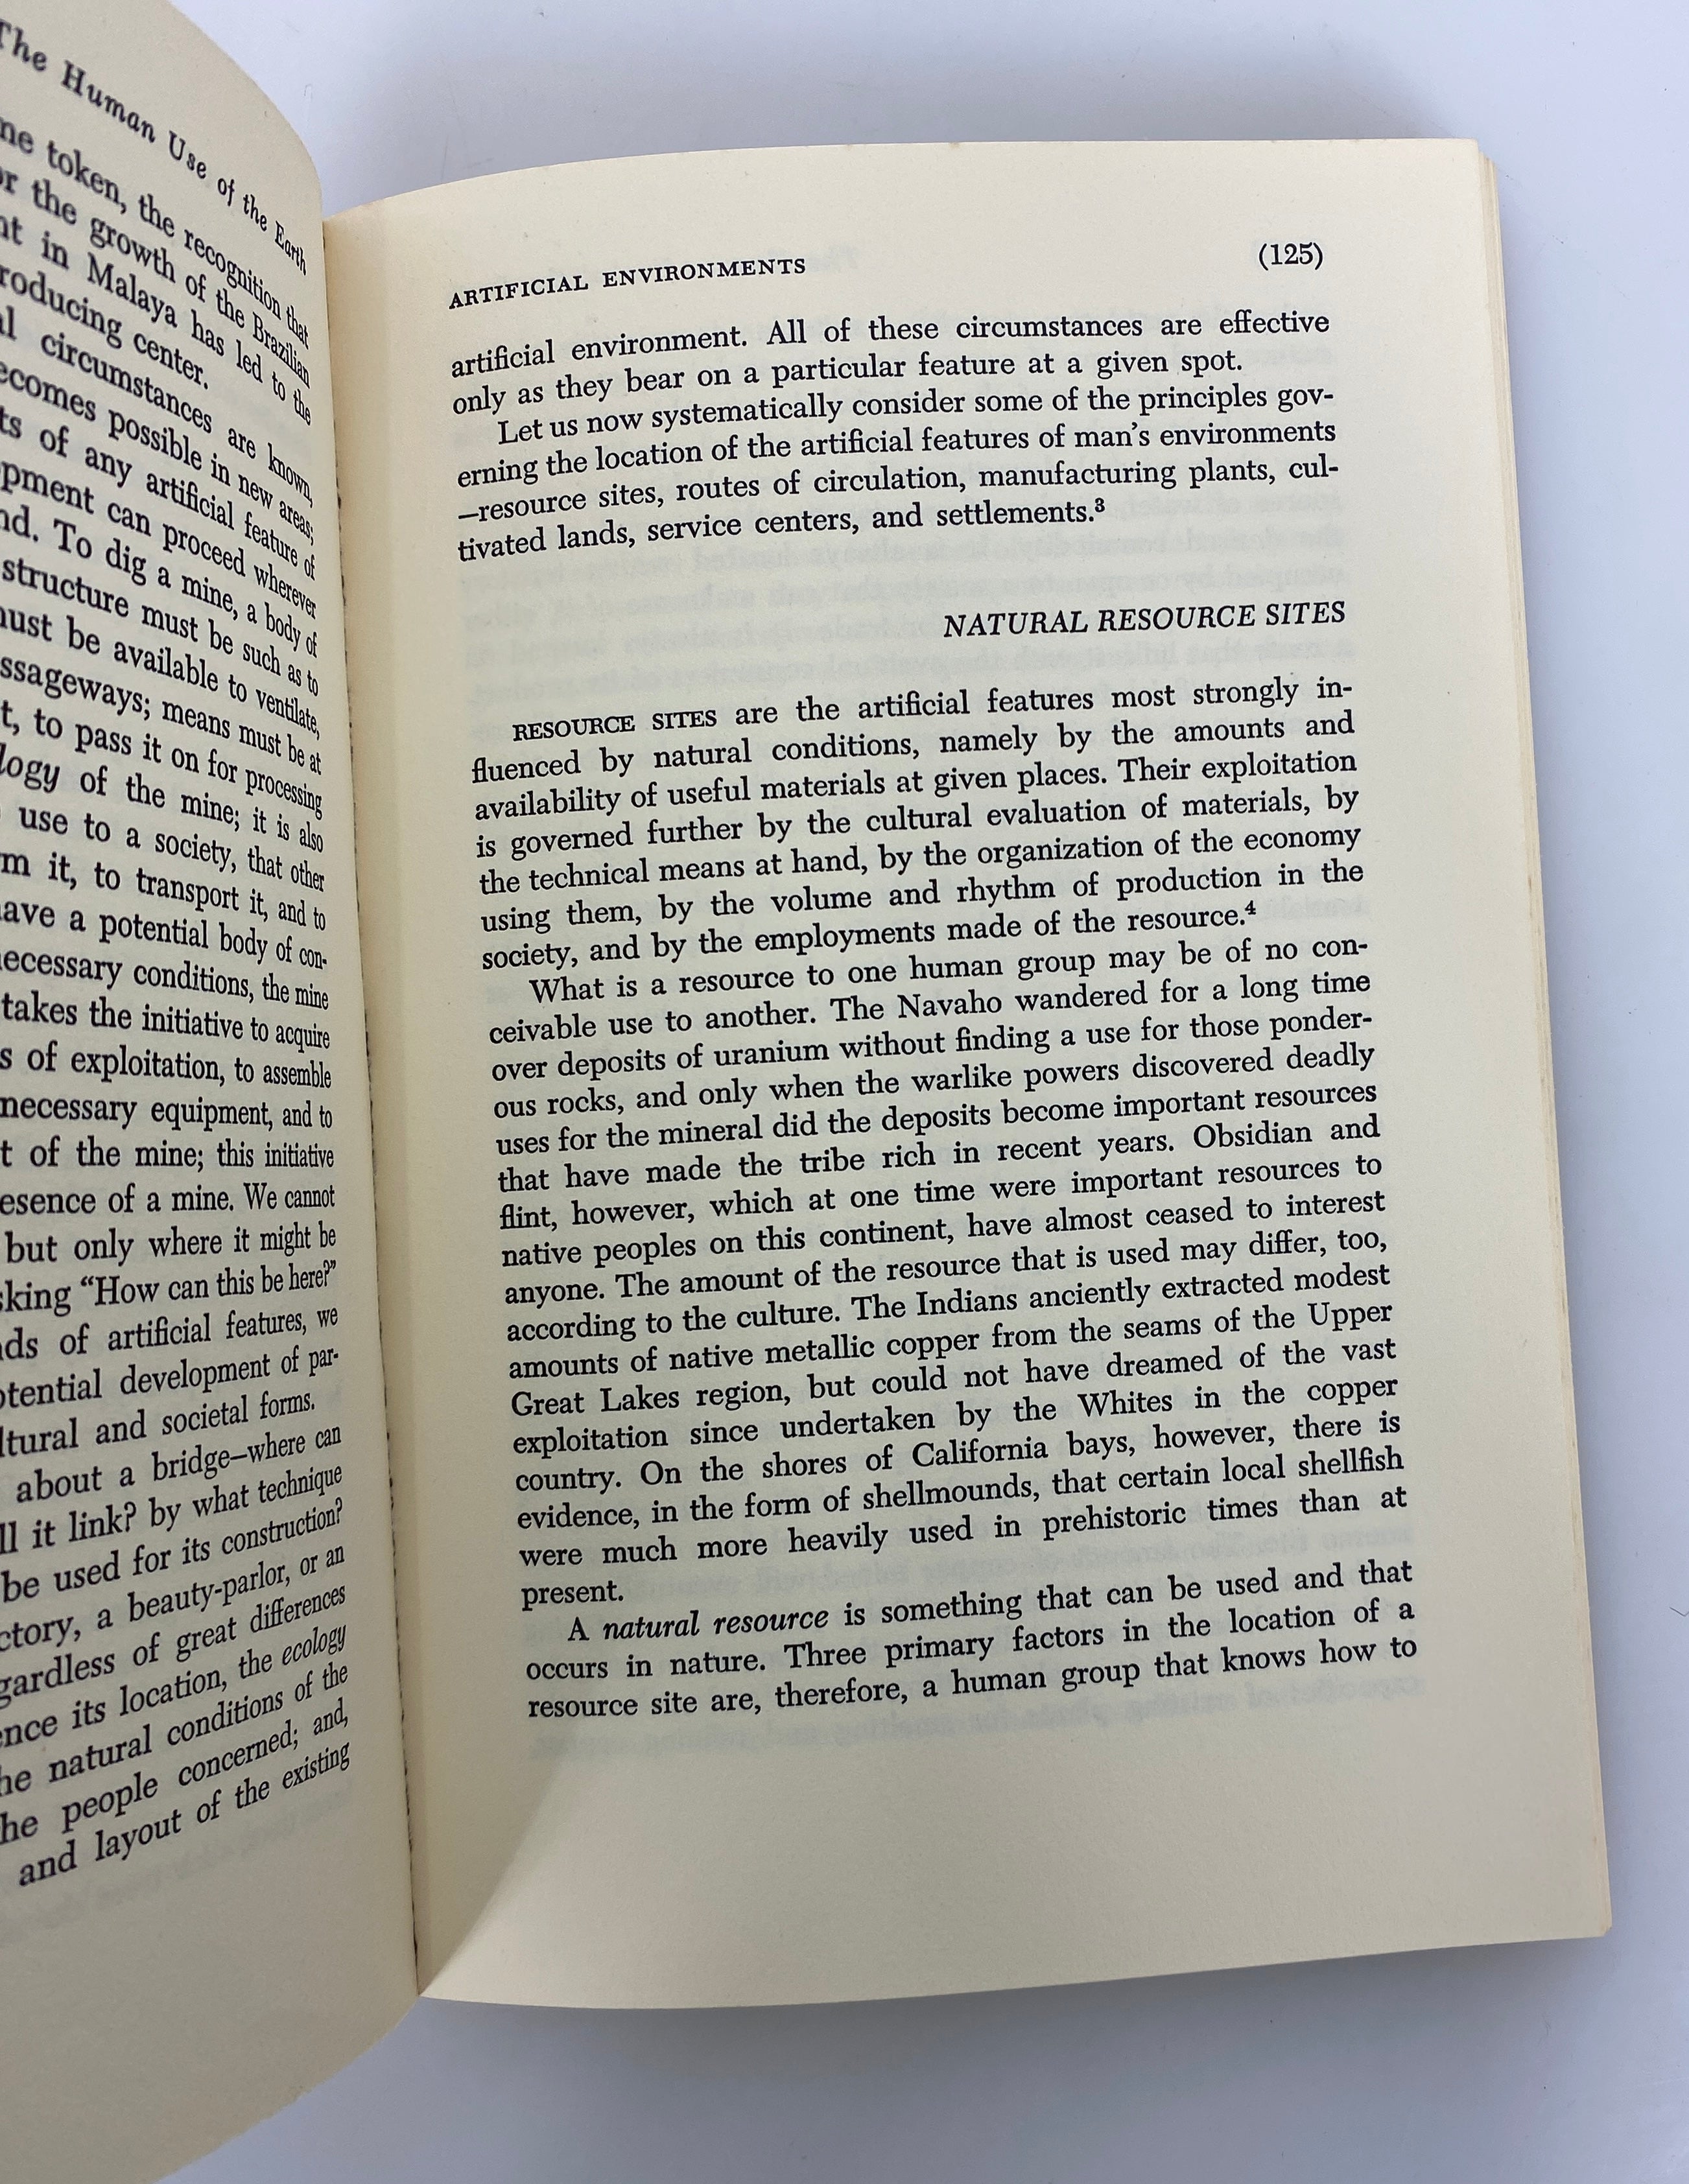 The Human Use of the Earth
token, the recognition that
the growth of the Brazilian
in Malaya has led to the
center.
circumstances are known,
possible in new areas;
of any artificial feature of
can proceed wherever
To dig a mine, a body of
structure must be such as to
must be available to ventilate,
means must be at
to pass it on for processing
of the mine; it is also
use to a society, that other
it, to transport it, and to
have a potential body of con-
necessary conditions, the mine
takes the initiative to acquire
of exploitation, to assemble
necessary equipment, and to
of the mine; this initiative
of a mine. We cannot
but only where it might be
“How can this be here?”
of artificial features, we
development of par-
and societal forms.
about a bridge—where can
it link? by what technique
be used for its construction?
a beauty-parlor, or an
of great differences
its location, the ecology
natural conditions of the
people concerned; and,
and layout of the existing
ARTIFICIAL ENVIRONMENTS (125)
artificial environment. All of these circumstances are effective
only as they bear on a particular feature at a given spot.
Let us now systematically consider some of the principles gov-
erning the location of the artificial features of man’s environments
—resource sites, routes of circulation, manufacturing plants, cul-
tivated lands, service centers, and settlements.³
NATURAL RESOURCE SITES
RESOURCE SITES are the artificial features most strongly in-
fluenced by natural conditions, namely by the amounts and
availability of useful materials at given places. Their exploitation
is governed further by the cultural evaluation of materials, by
the technical means at hand, by the organization of the economy
using them, by the volume and rhythm of production in the
society, and by the employments made of the resource.⁴
What is a resource to one human group may be of no con-
ceivable use to another. The Navaho wandered for a long time
over deposits of uranium without finding a use for those ponder-
ous rocks, and only when the warlike powers discovered deadly
uses for the mineral did the deposits become important resources
that have made the tribe rich in recent years. Obsidian and
flint, however, which at one time were important resources to
native peoples on this continent, have almost ceased to interest
anyone. The amount of the resource that is used may differ, too,
according to the culture. The Indians anciently extracted modest
amounts of native metallic copper from the seams of the Upper
Great Lakes region, but could not have dreamed of the vast
exploitation since undertaken by the Whites in the copper
country. On the shores of California bays, however, there is
evidence, in the form of shellmounds, that certain local shellfish
were much more heavily used in prehistoric times than at
present.
A natural resource is something that can be used and that
occurs in nature. Three primary factors in the location of a
resource site are, therefore, a human group that knows how to